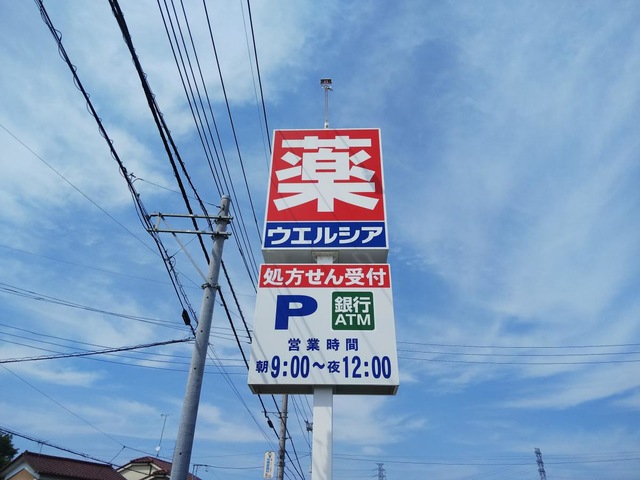 薬
ウエルシア
処方せん受付
P 銀行
ATM
営業時間
朝9:00～夜12:00